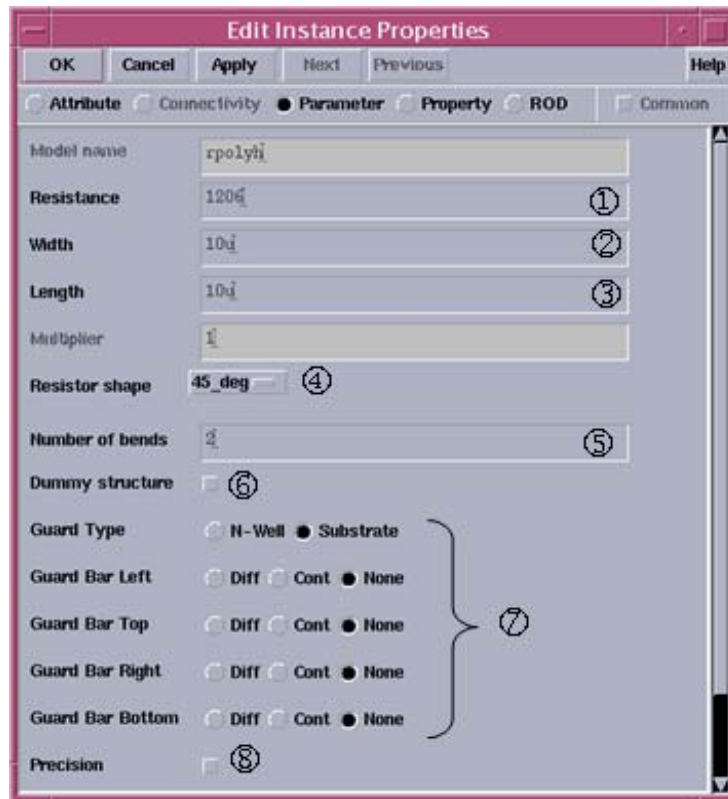 Edit Instance Properties
OK Cancel Apply Next Previous Help
Attribute Connectivity Parameter Property ROD Common
Model name rpolyh
Resistance 1206 ①
Width 10u ②
Length 10u ③
Multiplier 1
Resistor shape 45_deg ④
Number of bends 2 ⑤
Dummy structure ⑥
Guard Type N-Well Substrate
Guard Bar Left Diff Cont None
Guard Bar Top Diff Cont None ⑦
Guard Bar Right Diff Cont None
Guard Bar Bottom Diff Cont None
Precision ⑧